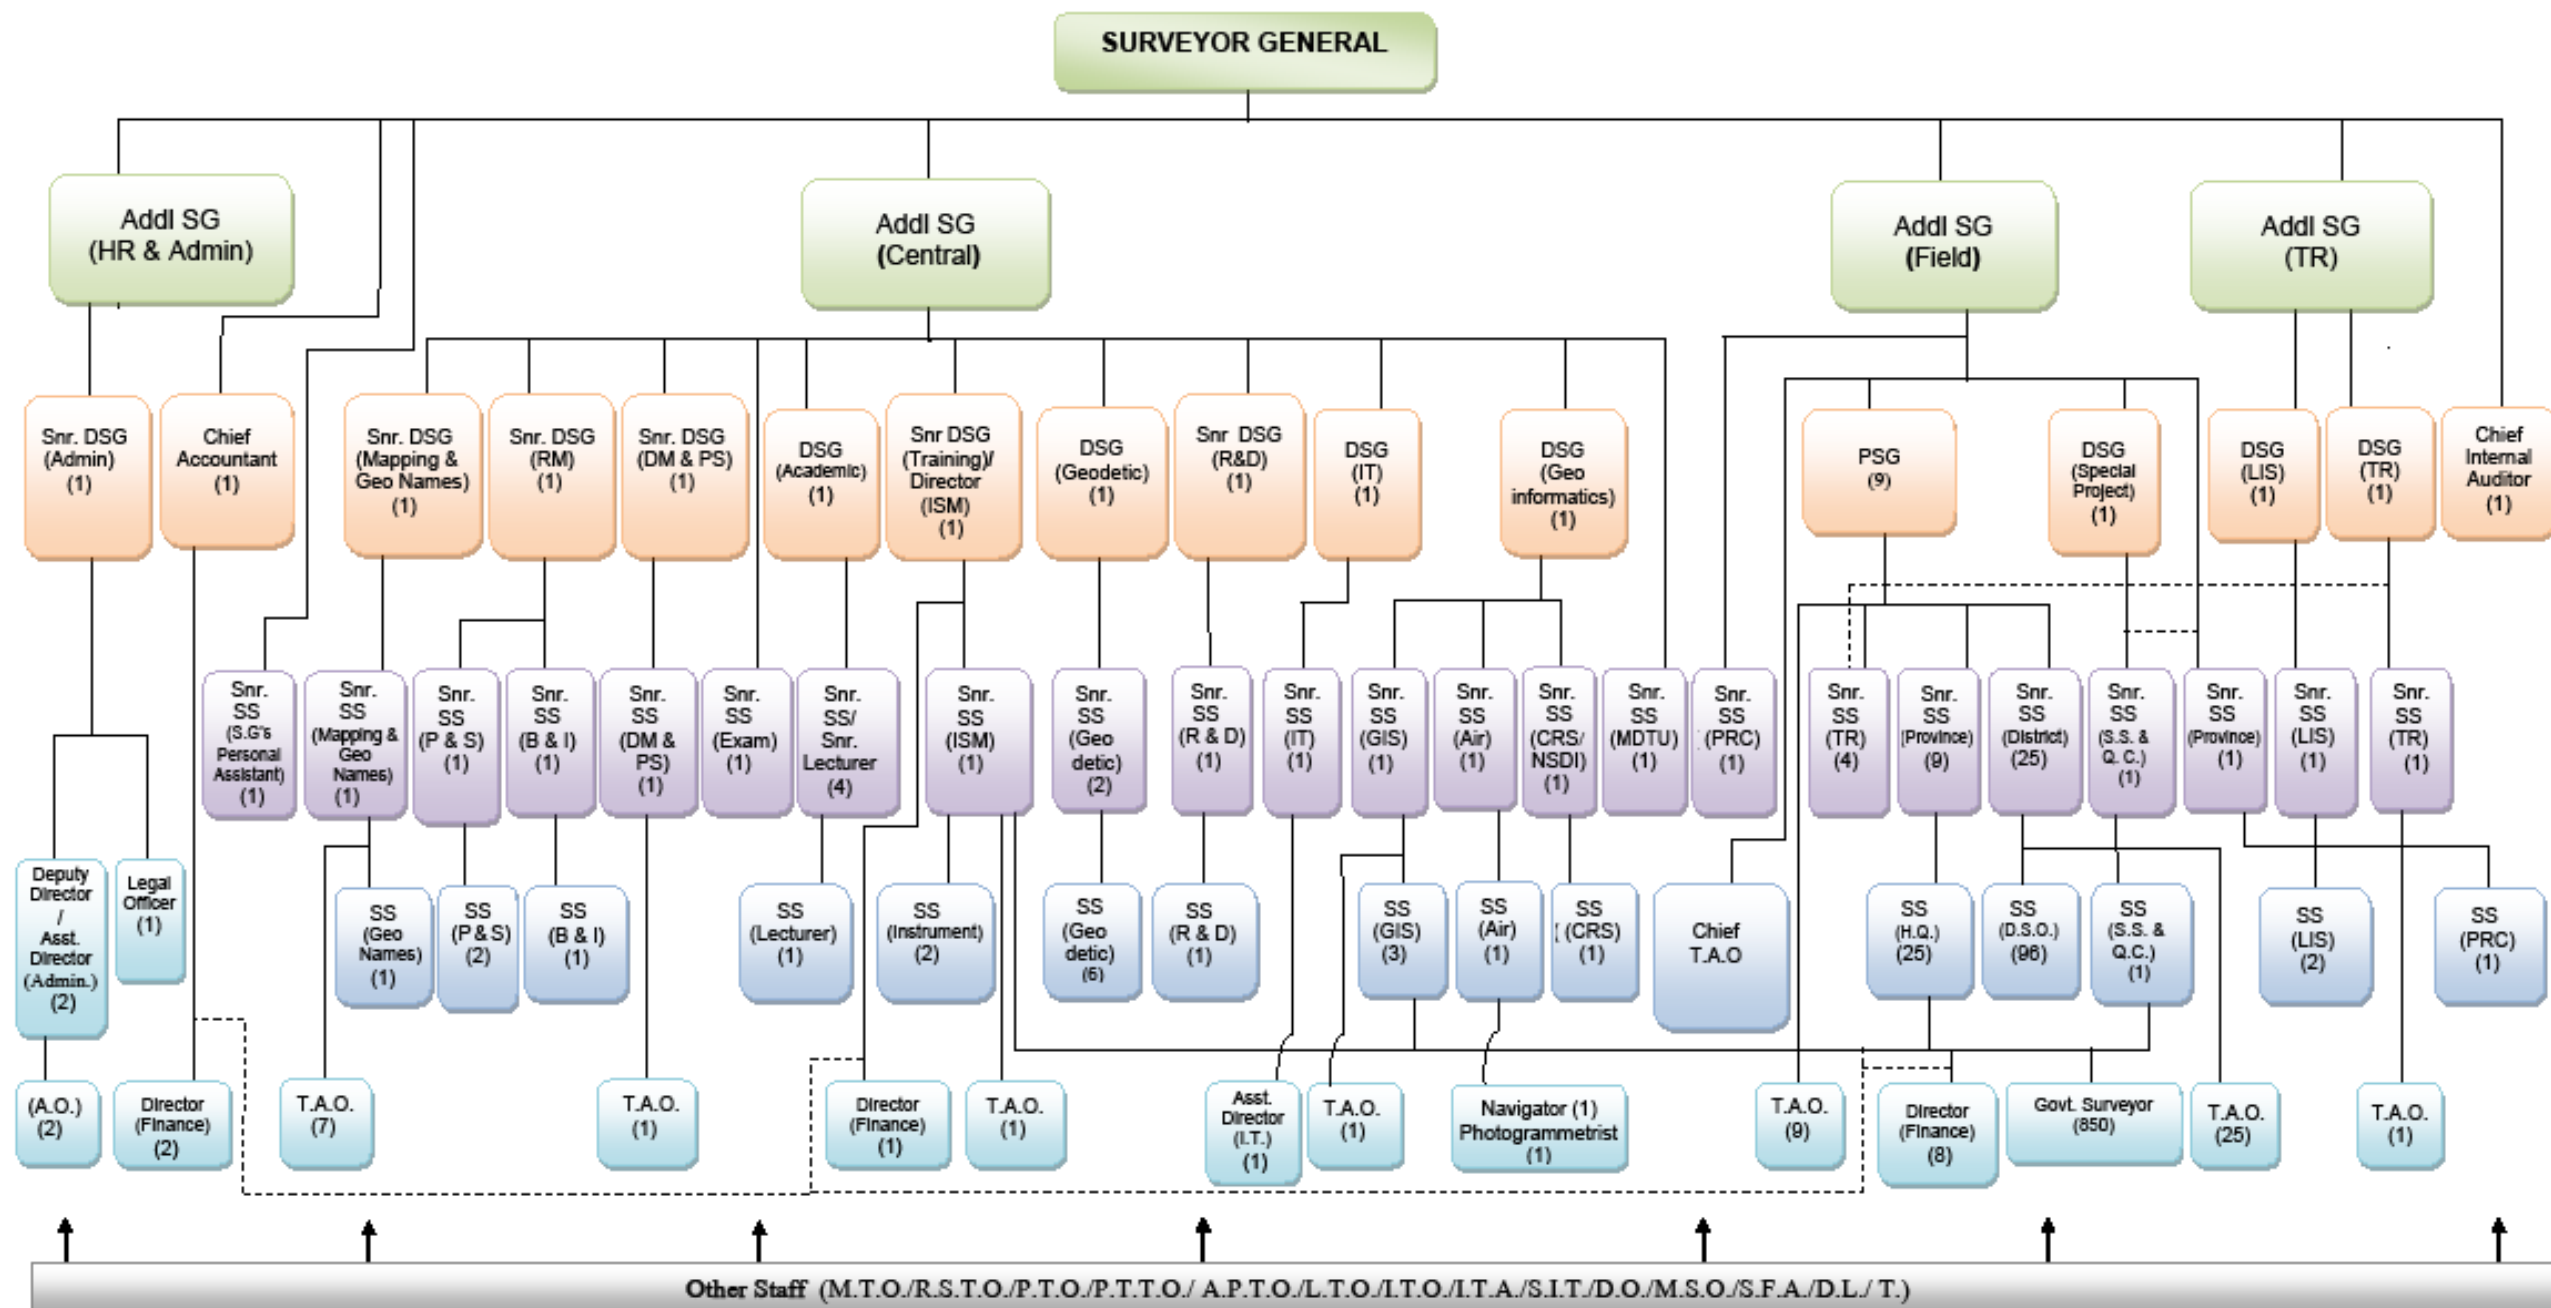 SURVEYOR GENERAL
Addl SG
(HR & Admin)
Addl SG
(Central)
Addl SG
(Field)
Addl SG
(TR)
Snr. DSG
(Admin)
(1)
Chief
Accountant
(1)
Snr. DSG
(Mapping &
Geo Names)
(1)
Snr. DSG
(RM)
(1)
Snr. DSG
(DM & PS)
(1)
DSG
(Academic)
(1)
Snr DSG
(Training)/
Director
(ISM)
(1)
DSG
(Geodetic)
(1)
Snr DSG
(R&D)
(1)
DSG
(IT)
(1)
DSG
(Geo
informatics)
(1)
PSG
(9)
DSG
(Special
Project)
(1)
DSG
(LIS)
(1)
DSG
(TR)
(1)
Chief
Internal
Auditor
(1)
Snr.
SS
(S.G's
Personal
Assistant)
(1)
Snr.
SS
(Mapping &
Geo
Names)
(1)
Snr.
SS
(P & S)
(1)
Snr.
SS
(B & I)
(1)
Snr.
SS
(DM &
PS)
(1)
Snr.
SS
(Exam)
(1)
Snr.
SS/
Snr.
Lecturer
(4)
Snr.
SS
(ISM)
(1)
Snr.
SS
(Geo
detic)
(2)
Snr.
SS
(R & D)
(1)
Snr.
SS
(IT)
(1)
Snr.
SS
(GIS)
(1)
Snr.
SS
(Air)
(1)
Snr.
SS
(CRS/
NSDI)
(1)
Snr.
SS
(MDTU)
(1)
Snr.
SS
(PRC)
(1)
Snr.
SS
(TR)
(4)
Snr.
SS
(Province)
(9)
Snr.
SS
(District)
(25)
Snr.
SS
(S.S. &
Q. C.)
(1)
Snr.
SS
(Province)
(1)
Snr.
SS
(LIS)
(1)
Snr.
SS
(TR)
(1)
Deputy
Director
/
Asst.
Director
(Admin.)
(2)
Legal
Officer
(1)
SS
(Geo
Names)
(1)
SS
(P & S)
(2)
SS
(B & I)
(1)
SS
(Lecturer)
(1)
SS
(Instrument)
(2)
SS
(Geo
detic)
(6)
SS
(R & D)
(1)
SS
(GIS)
(3)
SS
(Air)
(1)
SS
( (CRS)
(1)
Chief
T.A.O
SS
(H.Q.)
(25)
SS
(D.S.O.)
(96)
SS
(S.S. &
Q.C.)
(1)
SS
(LIS)
(2)
SS
(PRC)
(1)
(A.O.)
(2)
Director
(Finance)
(2)
T.A.O.
(7)
T.A.O.
(1)
Director
(Finance)
(1)
T.A.O.
(1)
Asst.
Director
(I.T.)
(1)
T.A.O.
(1)
Navigator (1)
Photogrammetrist
(1)
T.A.O.
(9)
Director
(Finance)
(8)
Govt. Surveyor
(850)
T.A.O.
(25)
T.A.O.
(1)
Other Staff (M.T.O./R.S.T.O./P.T.O./P.T.T.O./ A.P.T.O./L.T.O./I.T.O./I.T.A./S.I.T./D.O./M.S.O./S.F.A./D.L./ T.)